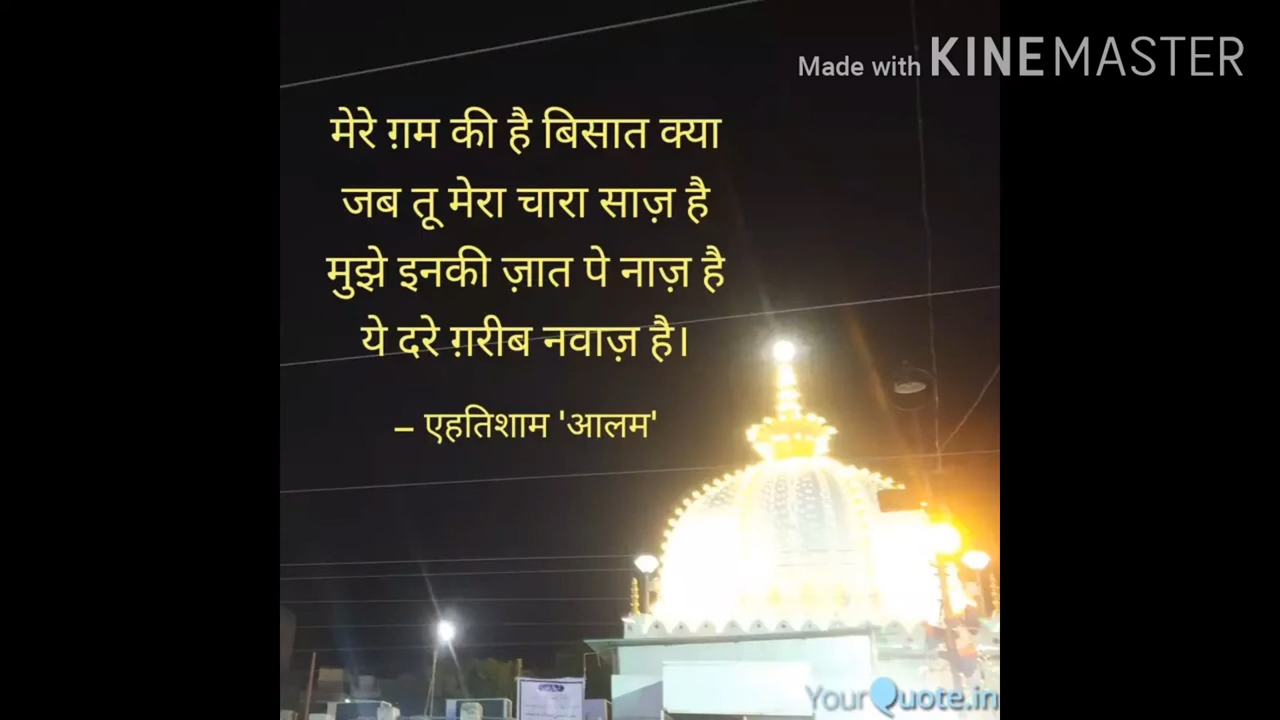 Made with KINEMASTER
मेरे ग़म की है बिसात क्या
जब तू मेरा चारा साज़ है
मुझे इनकी ज़ात पे नाज़ है
ये दरे ग़रीब नवाज़ है।
– एहतिशाम 'आलम'
YourQuote.in